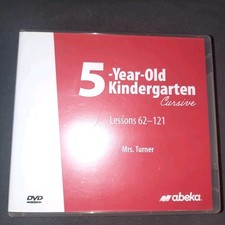 5-Year-Old
Kindergarten
Cursive
Lessons 62–121
Mrs. Turner
DVD
abeka